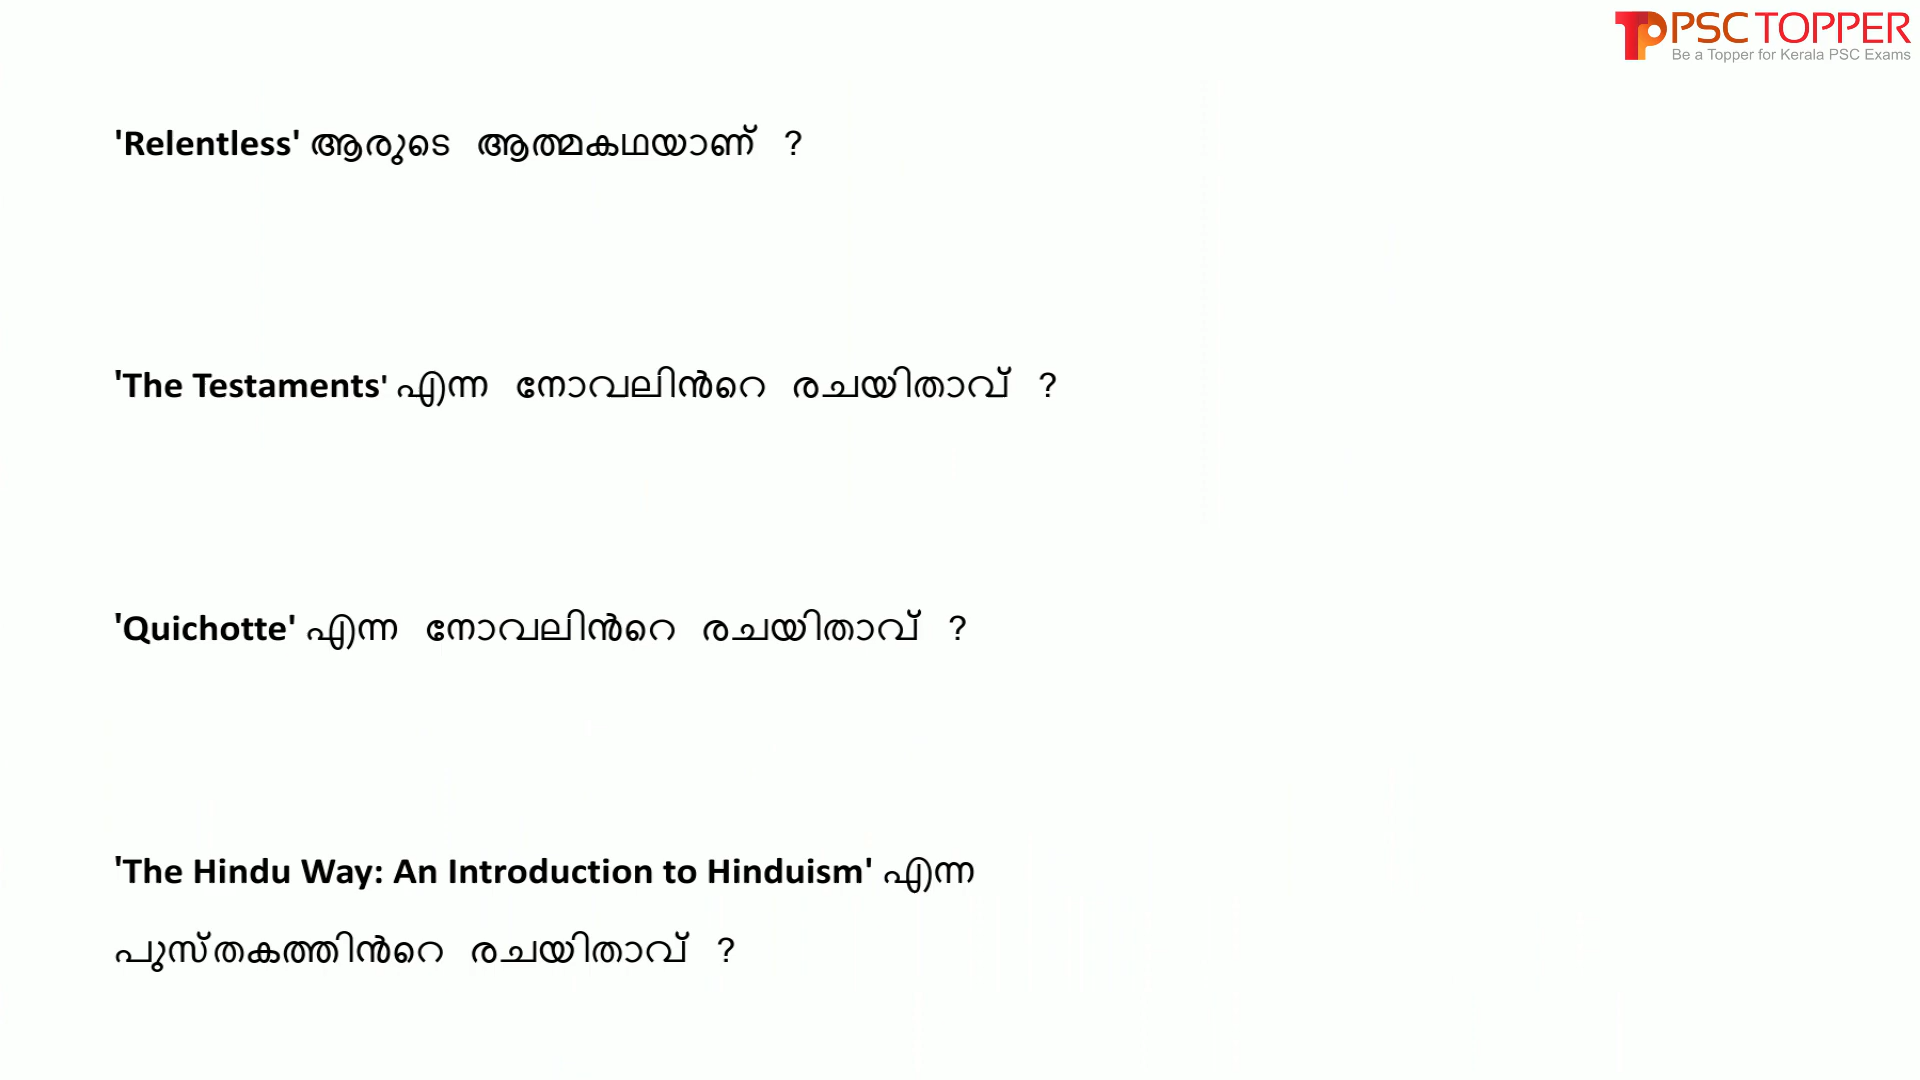 PSC TOPPER
Be a Topper for Kerala PSC Exams
'Relentless' ആരുടെ ആത്മകഥയാണ് ?
'The Testaments' എന്ന നോവലിൻറെ രചയിതാവ് ?
'Quichotte' എന്ന നോവലിൻറെ രചയിതാവ് ?
'The Hindu Way: An Introduction to Hinduism' എന്ന
പുസ്തകത്തിൻറെ രചയിതാവ് ?